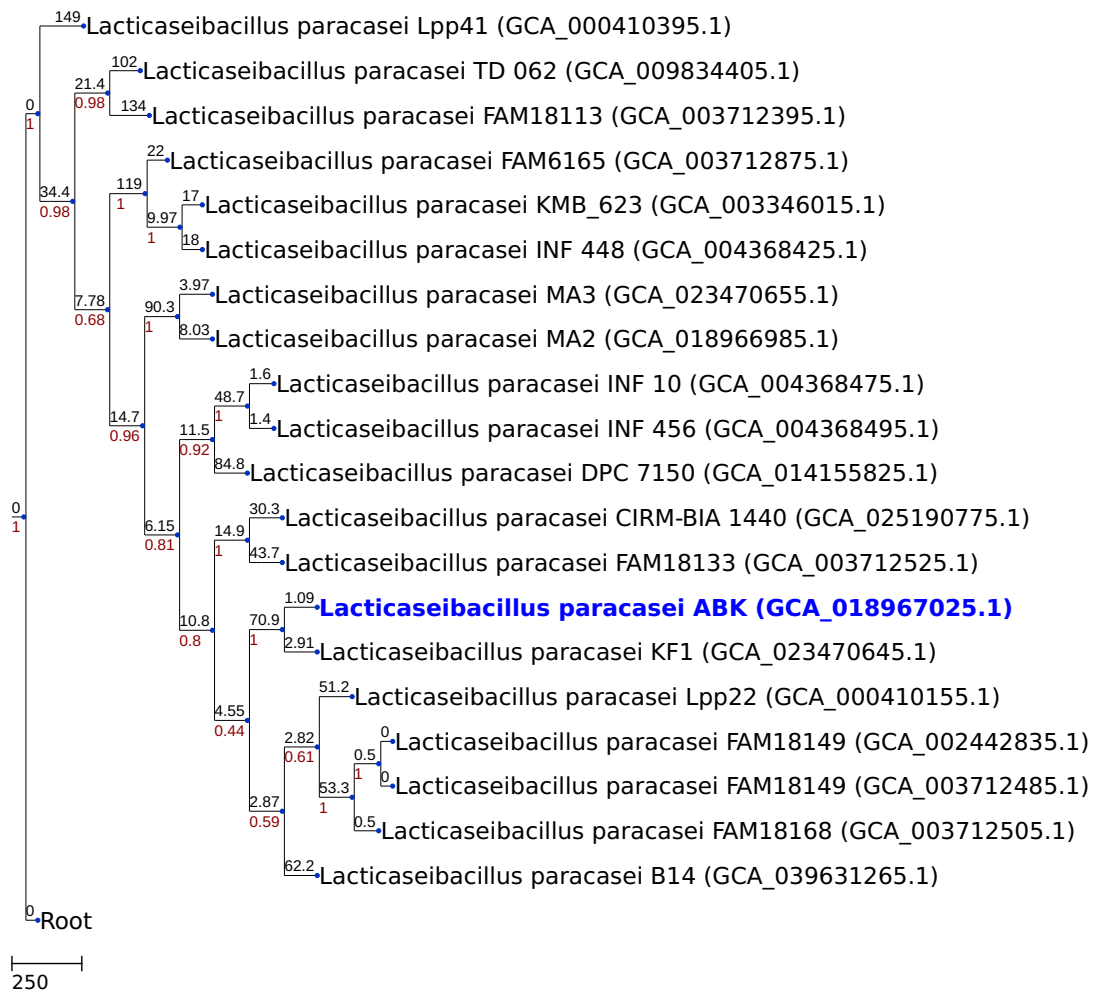 149
Lacticaseibacillus paracasei Lpp41 (GCA_000410395.1)
102
Lacticaseibacillus paracasei TD 062 (GCA_009834405.1)
21.4
0.98
134
Lacticaseibacillus paracasei FAM18113 (GCA_003712395.1)
0
1
22
Lacticaseibacillus paracasei FAM6165 (GCA_003712875.1)
119
1
34.4
0.98
17
Lacticaseibacillus paracasei KMB_623 (GCA_003346015.1)
9.97
1
18
Lacticaseibacillus paracasei INF 448 (GCA_004368425.1)
3.97
Lacticaseibacillus paracasei MA3 (GCA_023470655.1)
7.78
0.68
90.3
1
8.03
Lacticaseibacillus paracasei MA2 (GCA_018966985.1)
1.6
Lacticaseibacillus paracasei INF 10 (GCA_004368475.1)
48.7
1
1.4
Lacticaseibacillus paracasei INF 456 (GCA_004368495.1)
14.7
0.96
11.5
0.92
84.8
Lacticaseibacillus paracasei DPC 7150 (GCA_014155825.1)
0
1
30.3
Lacticaseibacillus paracasei CIRM-BIA 1440 (GCA_025190775.1)
6.15
0.81
14.9
1
43.7
Lacticaseibacillus paracasei FAM18133 (GCA_003712525.1)
1.09
Lacticaseibacillus paracasei ABK (GCA_018967025.1)
10.8
0.8
70.9
1
2.91
Lacticaseibacillus paracasei KF1 (GCA_023470645.1)
51.2
Lacticaseibacillus paracasei Lpp22 (GCA_000410155.1)
4.55
0.44
2.82
0.61
0
Lacticaseibacillus paracasei FAM18149 (GCA_002442835.1)
0.5
1
0
Lacticaseibacillus paracasei FAM18149 (GCA_003712485.1)
53.3
1
2.87
0.59
0.5
Lacticaseibacillus paracasei FAM18168 (GCA_003712505.1)
62.2
Lacticaseibacillus paracasei B14 (GCA_039631265.1)
0
Root
250